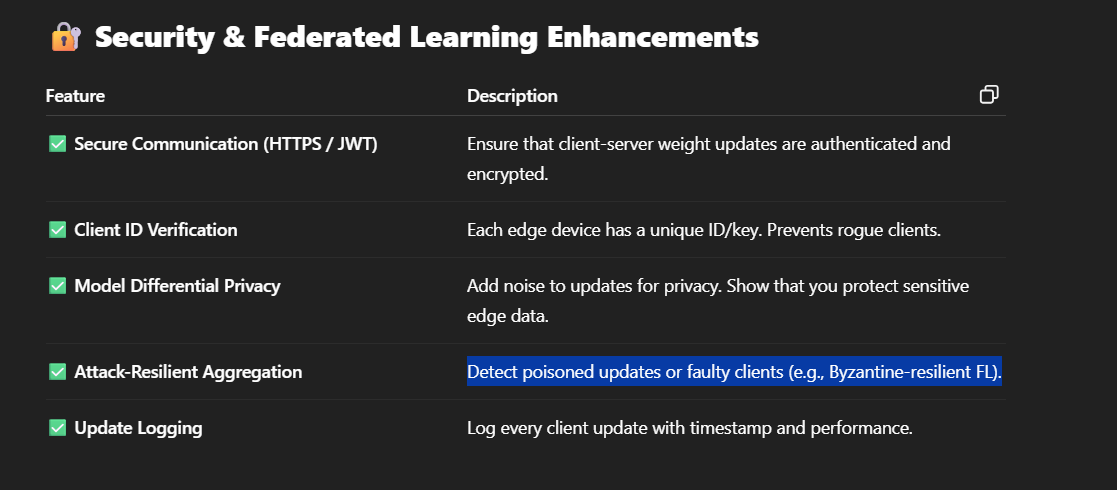 🔐 Security & Federated Learning Enhancements
Feature Description
✅ Secure Communication (HTTPS / JWT) Ensure that client-server weight updates are authenticated and
encrypted.
✅ Client ID Verification Each edge device has a unique ID/key. Prevents rogue clients.
✅ Model Differential Privacy Add noise to updates for privacy. Show that you protect sensitive
edge data.
✅ Attack-Resilient Aggregation Detect poisoned updates or faulty clients (e.g., Byzantine-resilient FL).
✅ Update Logging Log every client update with timestamp and performance.